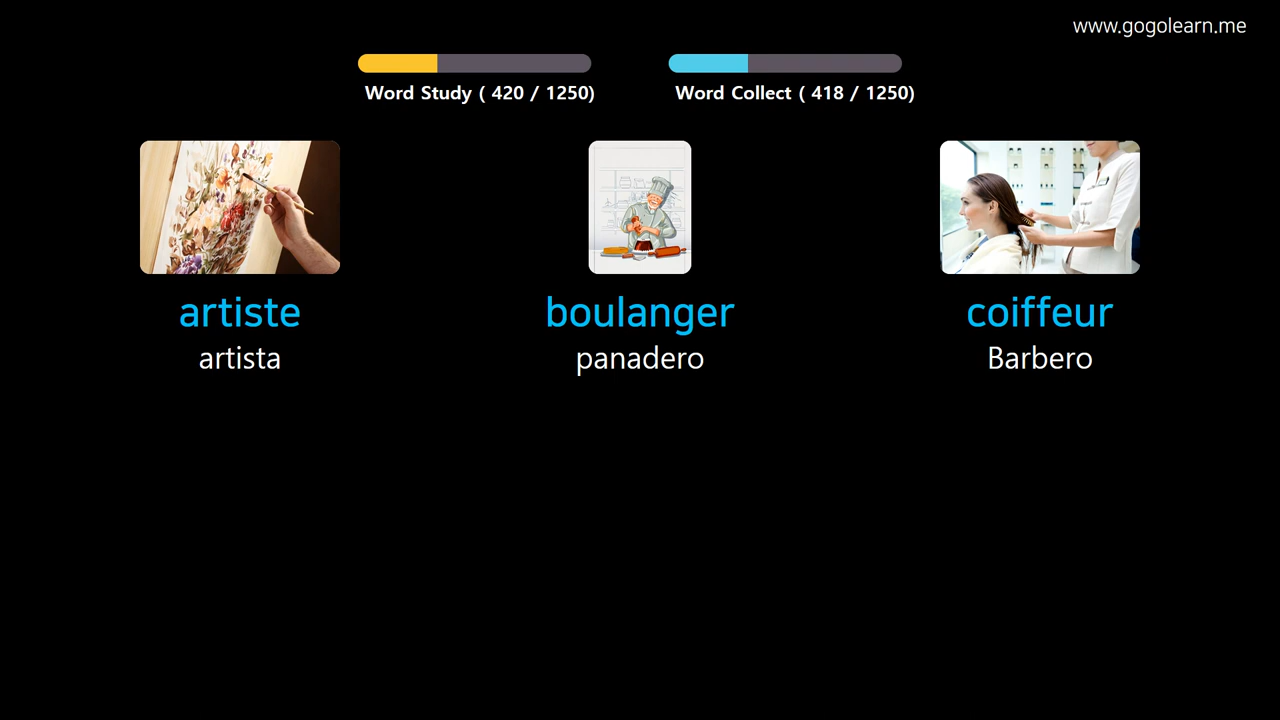 www.gogolearn.me
Word Study ( 420 / 1250)
Word Collect ( 418 / 1250)
artiste
boulanger
coiffeur
artista
panadero
Barbero